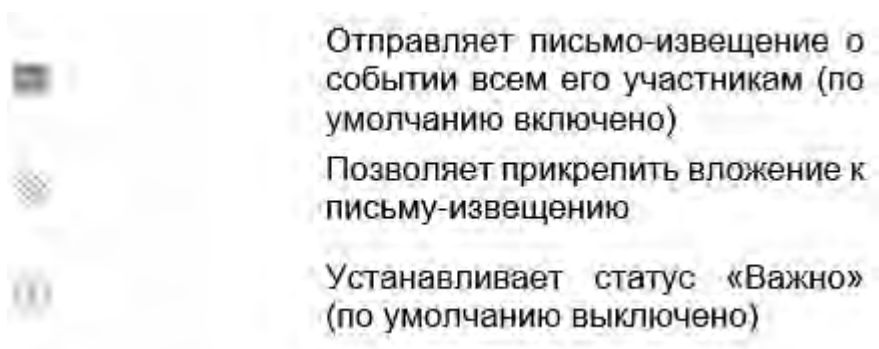 Отправляет письмо-извещение о
событии всем его участникам (по
умолчанию включено)
Позволяет прикрепить вложение к
письму-извещению
Устанавливает статус «Важно»
(по умолчанию выключено)